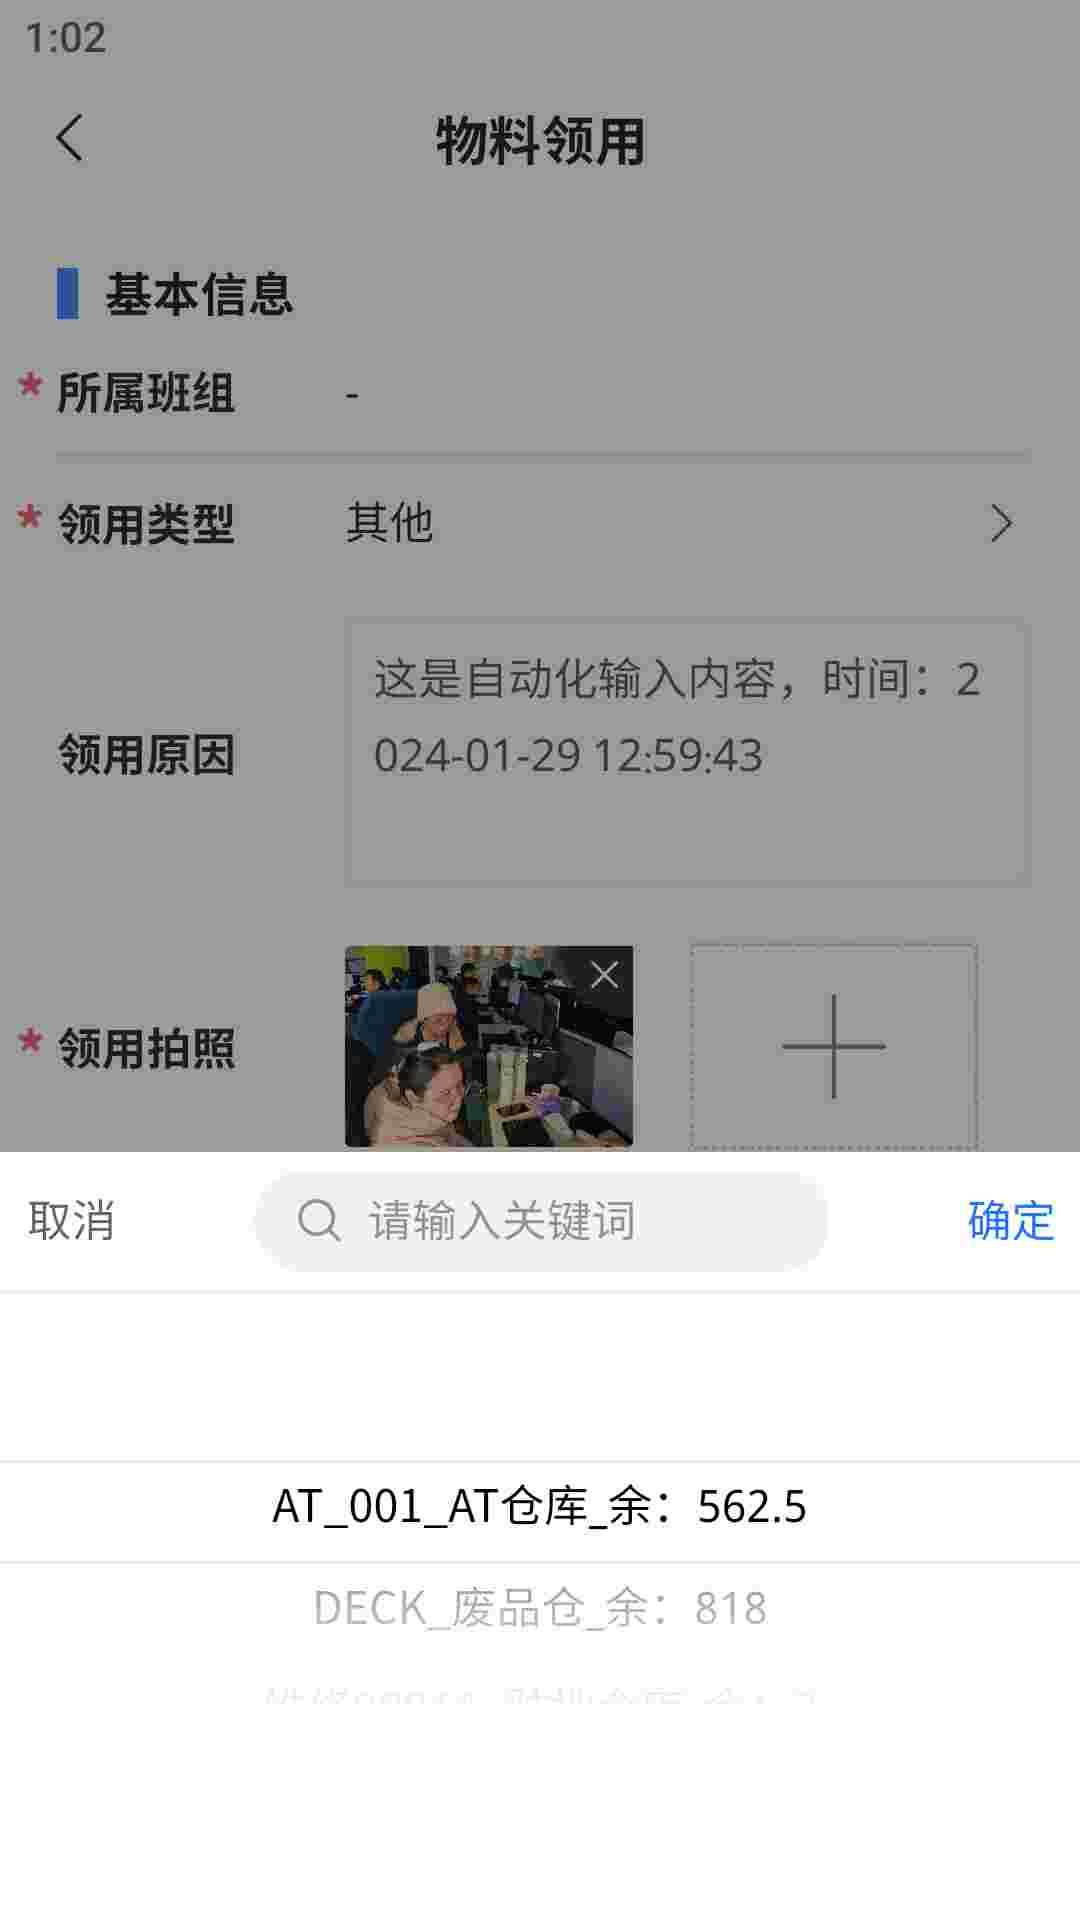 1:02
物料领用
基本信息
* 所属班组 -
* 领用类型 其他
这是自动化输入内容，时间：2
024-01-29 12:59:43
领用原因
* 领用拍照
取消 请输入关键词 确定
AT_001_AT仓库_余：562.5
DECK_废品仓_余：818